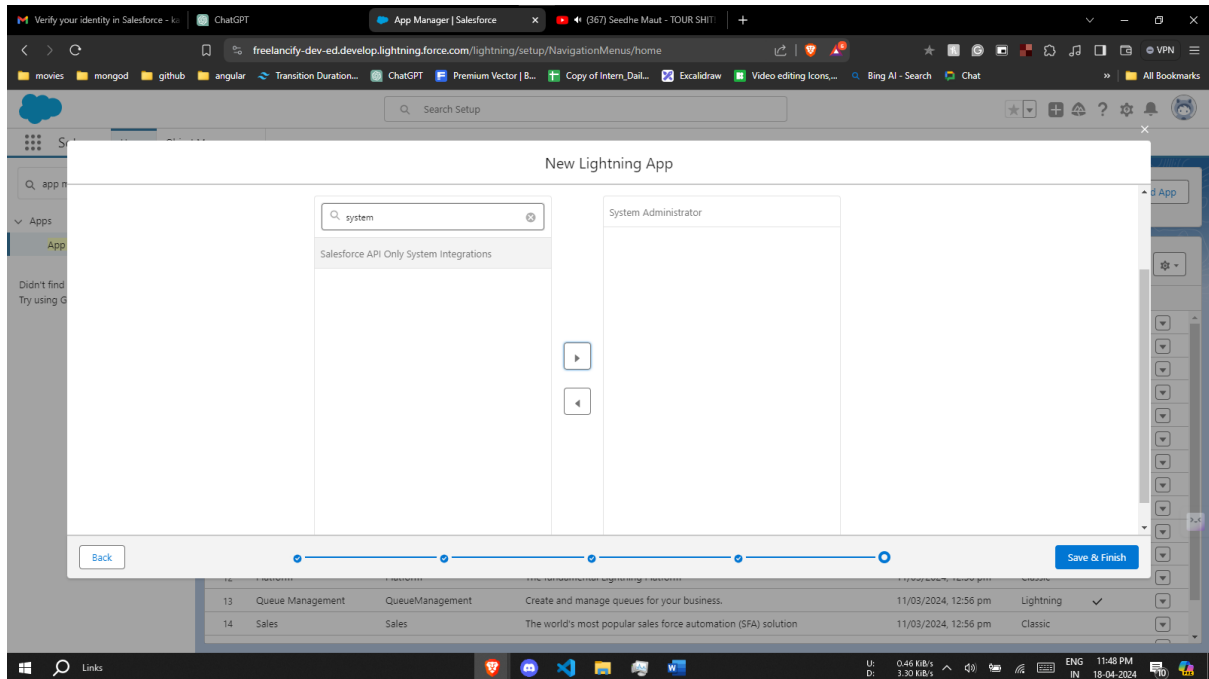 Verify your identity in Salesforce - ka
ChatGPT
App Manager | Salesforce
(367) Seedhe Maut - TOUR SHIT
freelancify-dev-ed.develop.lightning.force.com/lightning/setup/NavigationMenus/home
VPN
movies
mongod
github
angular
Transition Duration...
ChatGPT
Premium Vector | B...
Copy of Intern_Dail...
Excalidraw
Video editing Icons,...
Bing AI - Search
Chat
»
All Bookmarks
Search Setup
New Lightning App
app m
d App
Apps
App
Didn't find
Try using G
system
Salesforce API Only System Integrations
System Administrator
Back
Save & Finish
13 Queue Management QueueManagement Create and manage queues for your business. 11/03/2024, 12:56 pm Lightning
14 Sales Sales The world's most popular sales force automation (SFA) solution 11/03/2024, 12:56 pm Classic
Links
U: 0.46 KiB/s
D: 3.30 KiB/s
ENG
IN
11:48 PM
18-04-2024